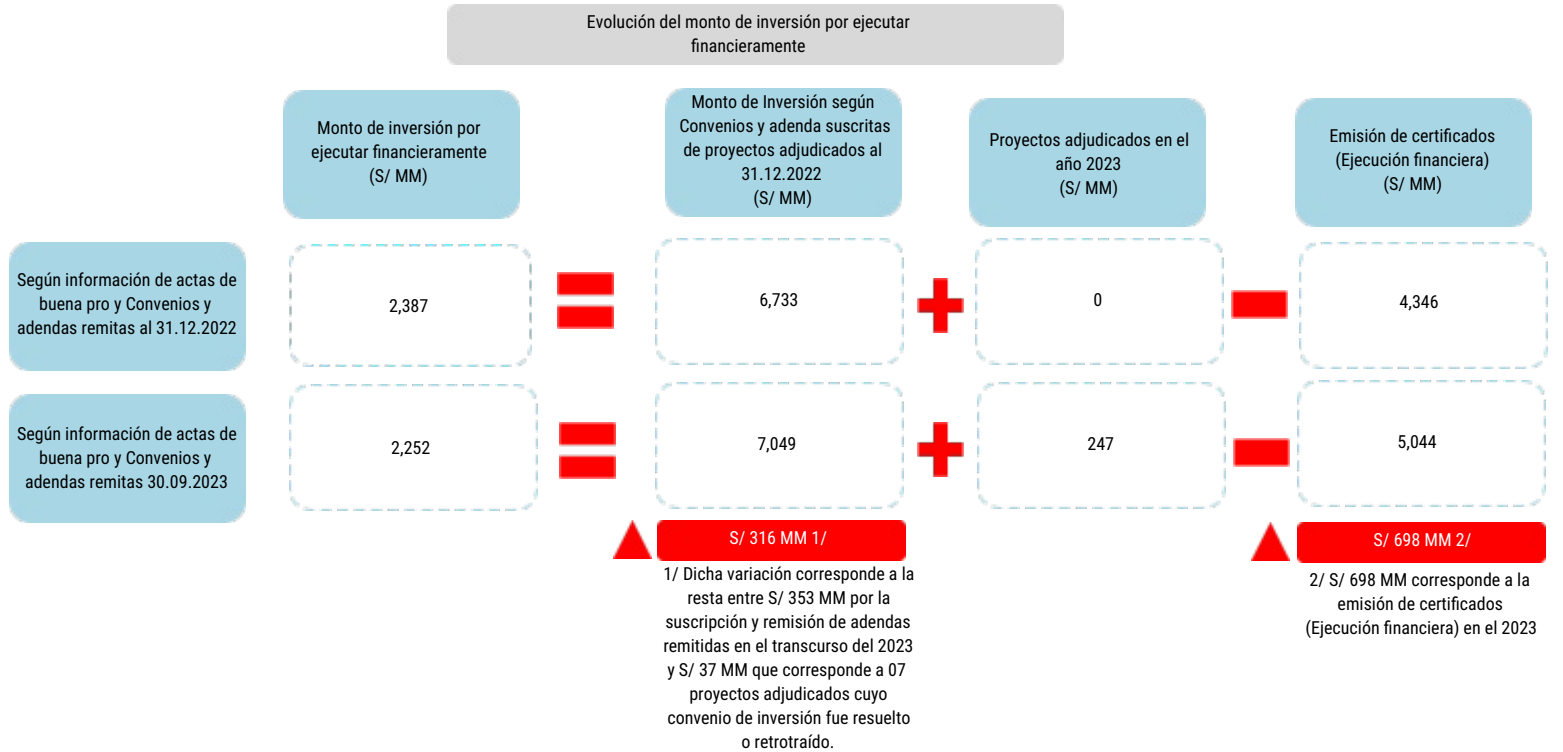 Evolución del monto de inversión por ejecutar
financieramente
Monto de inversión por
ejecutar financieramente
(S/ MM)
Monto de Inversión según
Convenios y adenda suscritas
de proyectos adjudicados al
31.12.2022
(S/ MM)
Proyectos adjudicados en el
año 2023
(S/ MM)
Emisión de certificados
(Ejecución financiera)
(S/ MM)
Según información de actas de
buena pro y Convenios y
adendas remitas al 31.12.2022
2,387
6,733
0
4,346
Según información de actas de
buena pro y Convenios y
adendas remitas 30.09.2023
2,252
7,049
247
5,044
S/ 316 MM 1/
1/ Dicha variación corresponde a la
resta entre S/ 353 MM por la
suscripción y remisión de adendas
remitidas en el transcurso del 2023
y S/ 37 MM que corresponde a 07
proyectos adjudicados cuyo
convenio de inversión fue resuelto
o retrotraído.
S/ 698 MM 2/
2/ S/ 698 MM corresponde a la
emisión de certificados
(Ejecución financiera) en el 2023